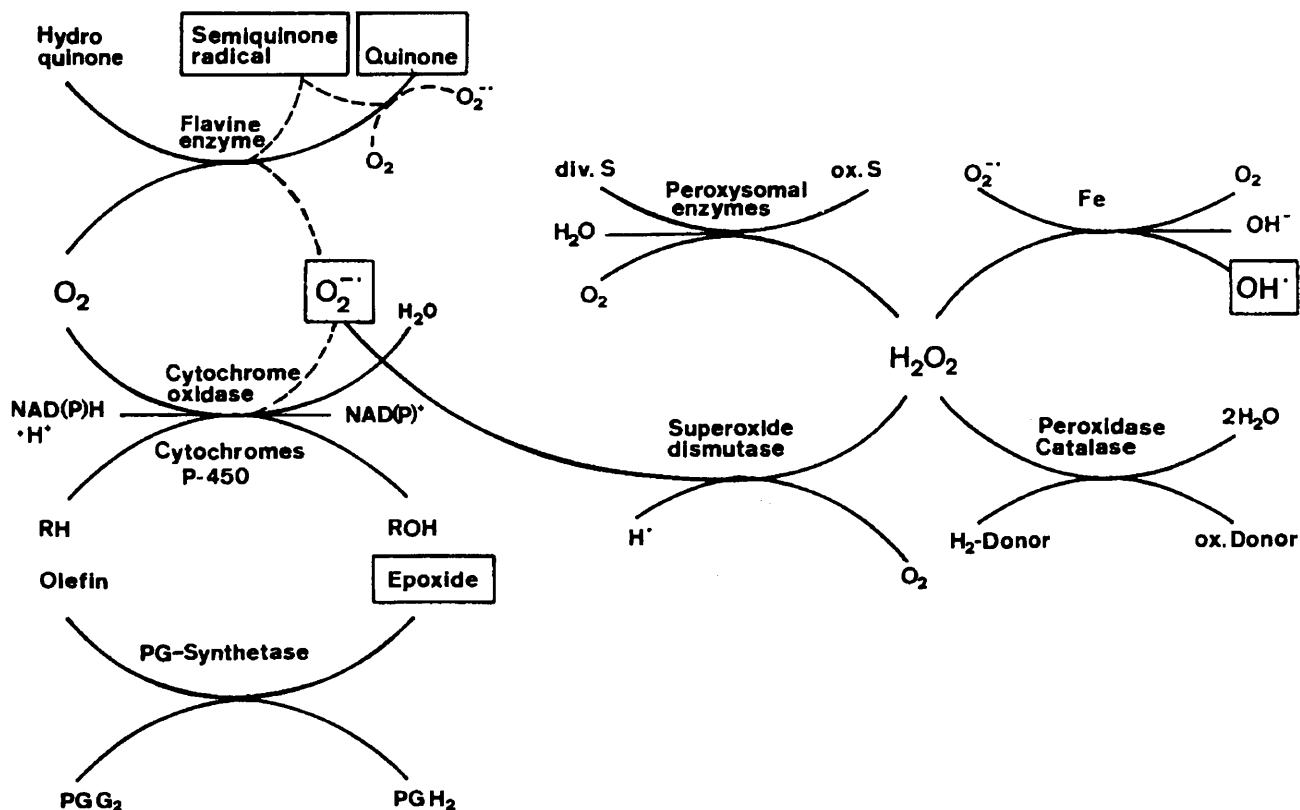 Hydro
quinone
Semiquinone
radical
Quinone
O₂⁻·
Flavine
enzyme
O₂
div. S
ox. S
Peroxysomal
enzymes
H₂O
O₂
O₂⁻·
Fe
O₂
OH⁻
OH·
O₂
O₂⁻·
H₂O
H₂O₂
Cytochrome
oxidase
NAD(P)H
+H⁺
NAD(P)⁺
Cytochromes
P-450
Superoxide
dismutase
Peroxidase
Catalase
2H₂O
RH
ROH
H⁺
H₂-Donor
ox. Donor
O₂
Olefin
Epoxide
PG-Synthetase
PGG₂
PGH₂